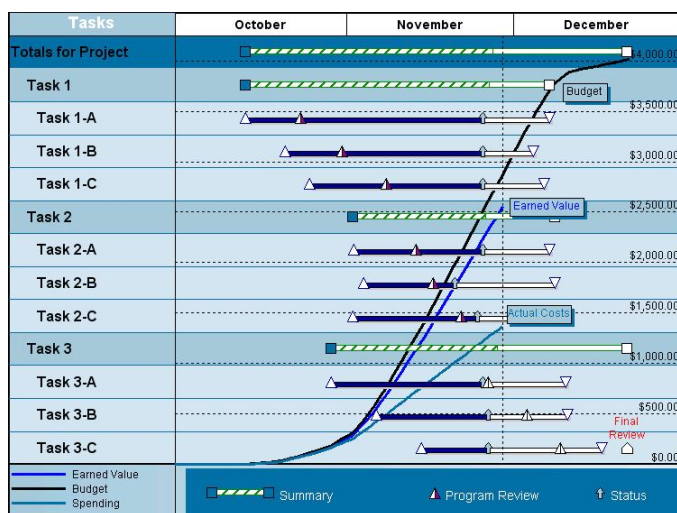 Tasks
October
November
December
Totals for Project
$4,000.00
Task 1
Budget
$3,500.00
Task 1-A
Task 1-B
$3,000.00
Task 1-C
$2,500.00
Earned Value
Task 2
Task 2-A
$2,000.00
Task 2-B
$1,500.00
Actual Costs
Task 2-C
Task 3
$1,000.00
Task 3-A
$500.00
Task 3-B
Final
Review
Task 3-C
$0.00
Earned Value
Budget
Spending
Summary
Program Review
Status